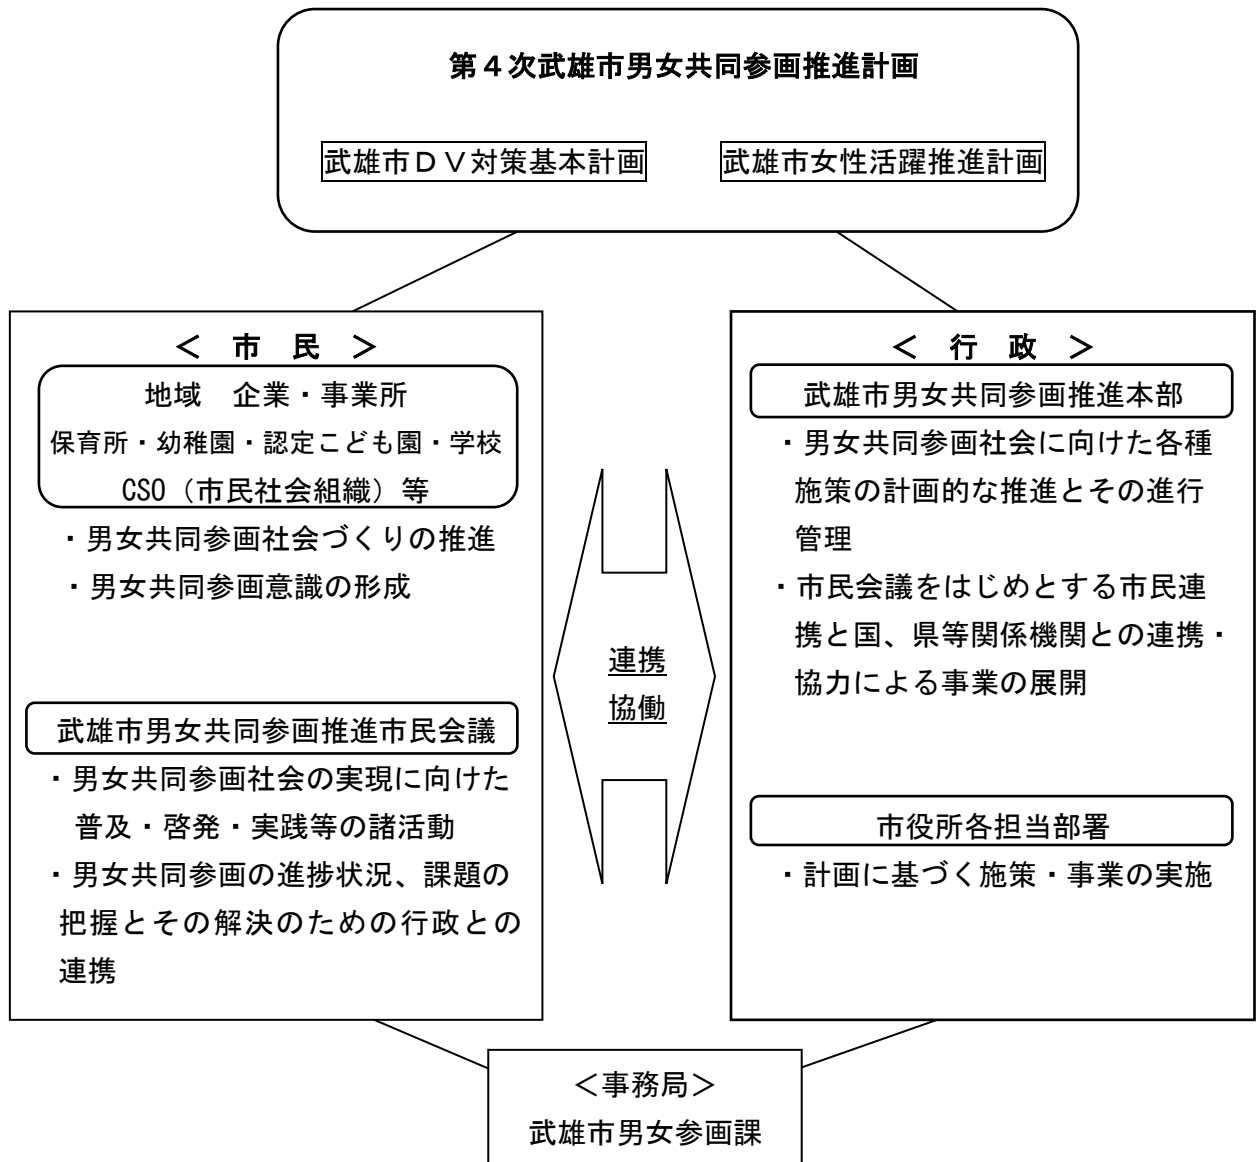 第４次武雄市男女共同参画推進計画
武雄市ＤＶ対策基本計画
武雄市女性活躍推進計画
＜　市　民　＞
地域　企業・事業所
保育所・幼稚園・認定こども園・学校
CSO（市民社会組織）等
・男女共同参画社会づくりの推進
・男女共同参画意識の形成
武雄市男女共同参画推進市民会議
・男女共同参画社会の実現に向けた
普及・啓発・実践等の諸活動
・男女共同参画の進捗状況、課題の
把握とその解決のための行政との
連携
連携
協働
＜　行　政　＞
武雄市男女共同参画推進本部
・男女共同参画社会に向けた各種
施策の計画的な推進とその進行
管理
・市民会議をはじめとする市民連
携と国、県等関係機関との連携・
協力による事業の展開
市役所各担当部署
・計画に基づく施策・事業の実施
＜事務局＞
武雄市男女参画課